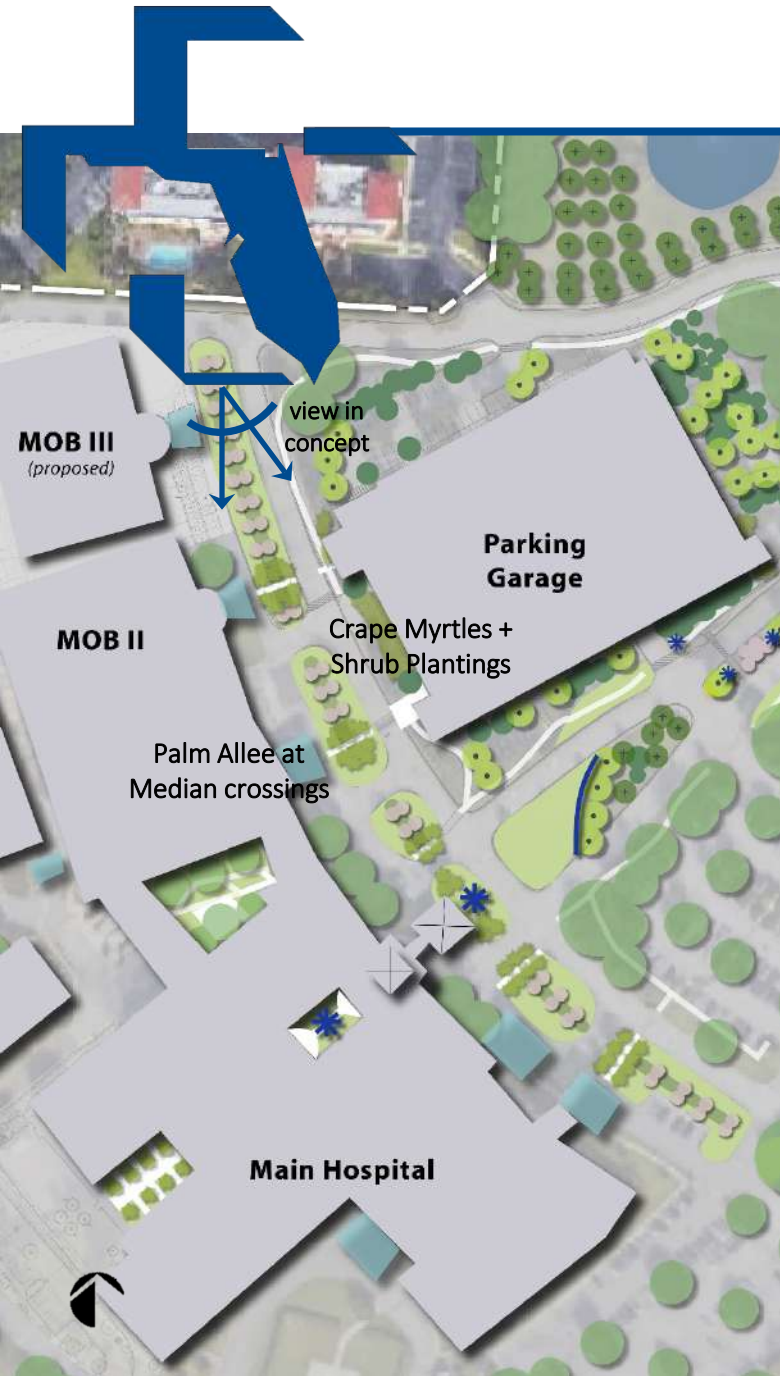 view in
concept
MOB III
(proposed)
Parking
Garage
Crape Myrtles +
Shrub Plantings
MOB II
Palm Allee at
Median crossings
Main Hospital